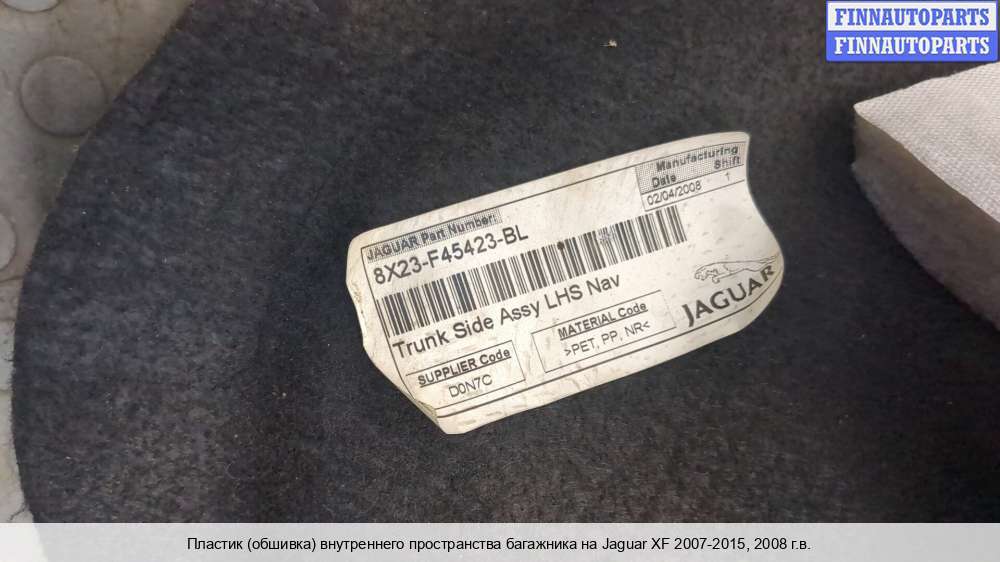 FINNAUTOPARTS
FINNAUTOPARTS
Manufacturing
Date Shift
02/04/2008 1
JAGUAR Part Number:
8X23-F45423-BL
Trunk Side Assy LHS Nav
SUPPLIER Code
D0N7C
MATERIAL Code
>PET, PP, NR<
JAGUAR
Пластик (обшивка) внутреннего пространства багажника на Jaguar XF 2007-2015, 2008 г.в.